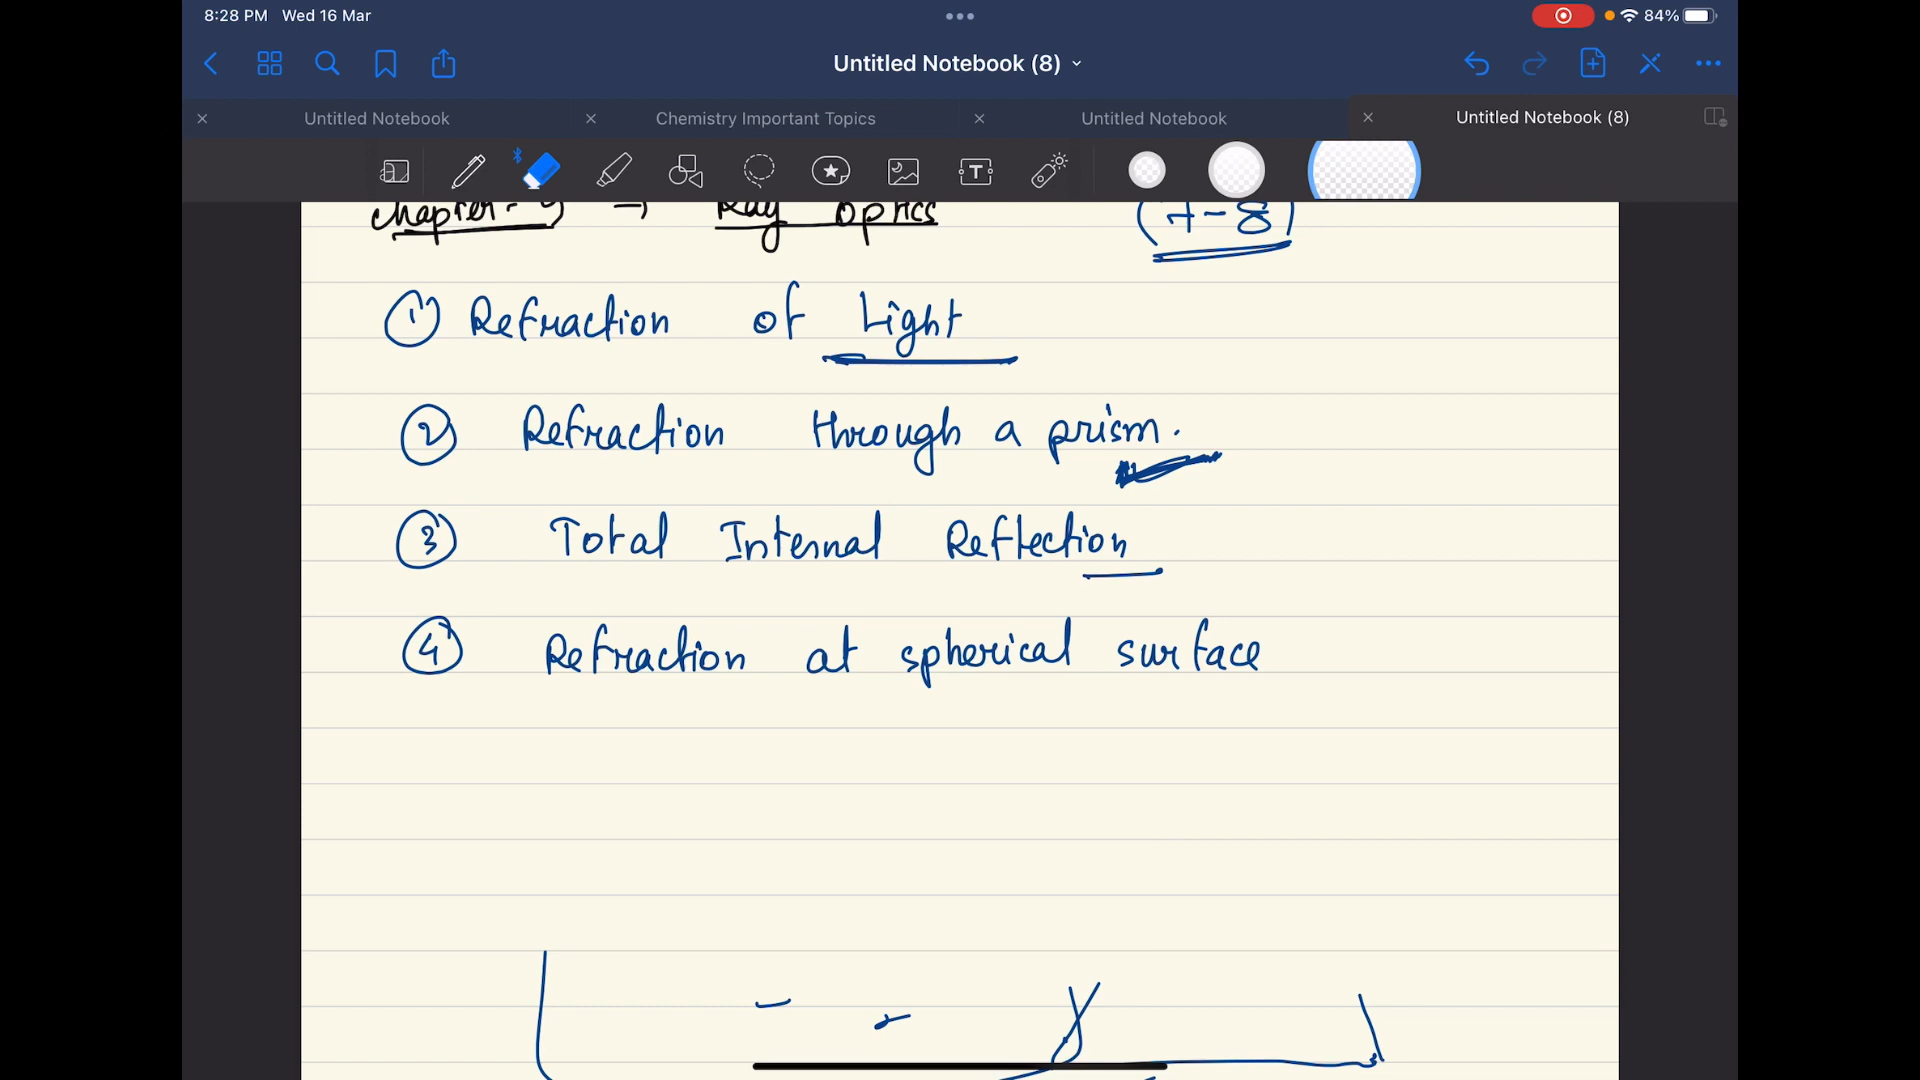 8:28 PM Wed 16 Mar
84%
Untitled Notebook (8)
Untitled Notebook
Chemistry Important Topics
Untitled Notebook
Untitled Notebook (8)
Chapter - 9 → Ray Optics (7-8)
① Refraction of Light
② Refraction through a prism.
③ Total Internal Reflection
④ Refraction at spherical surface